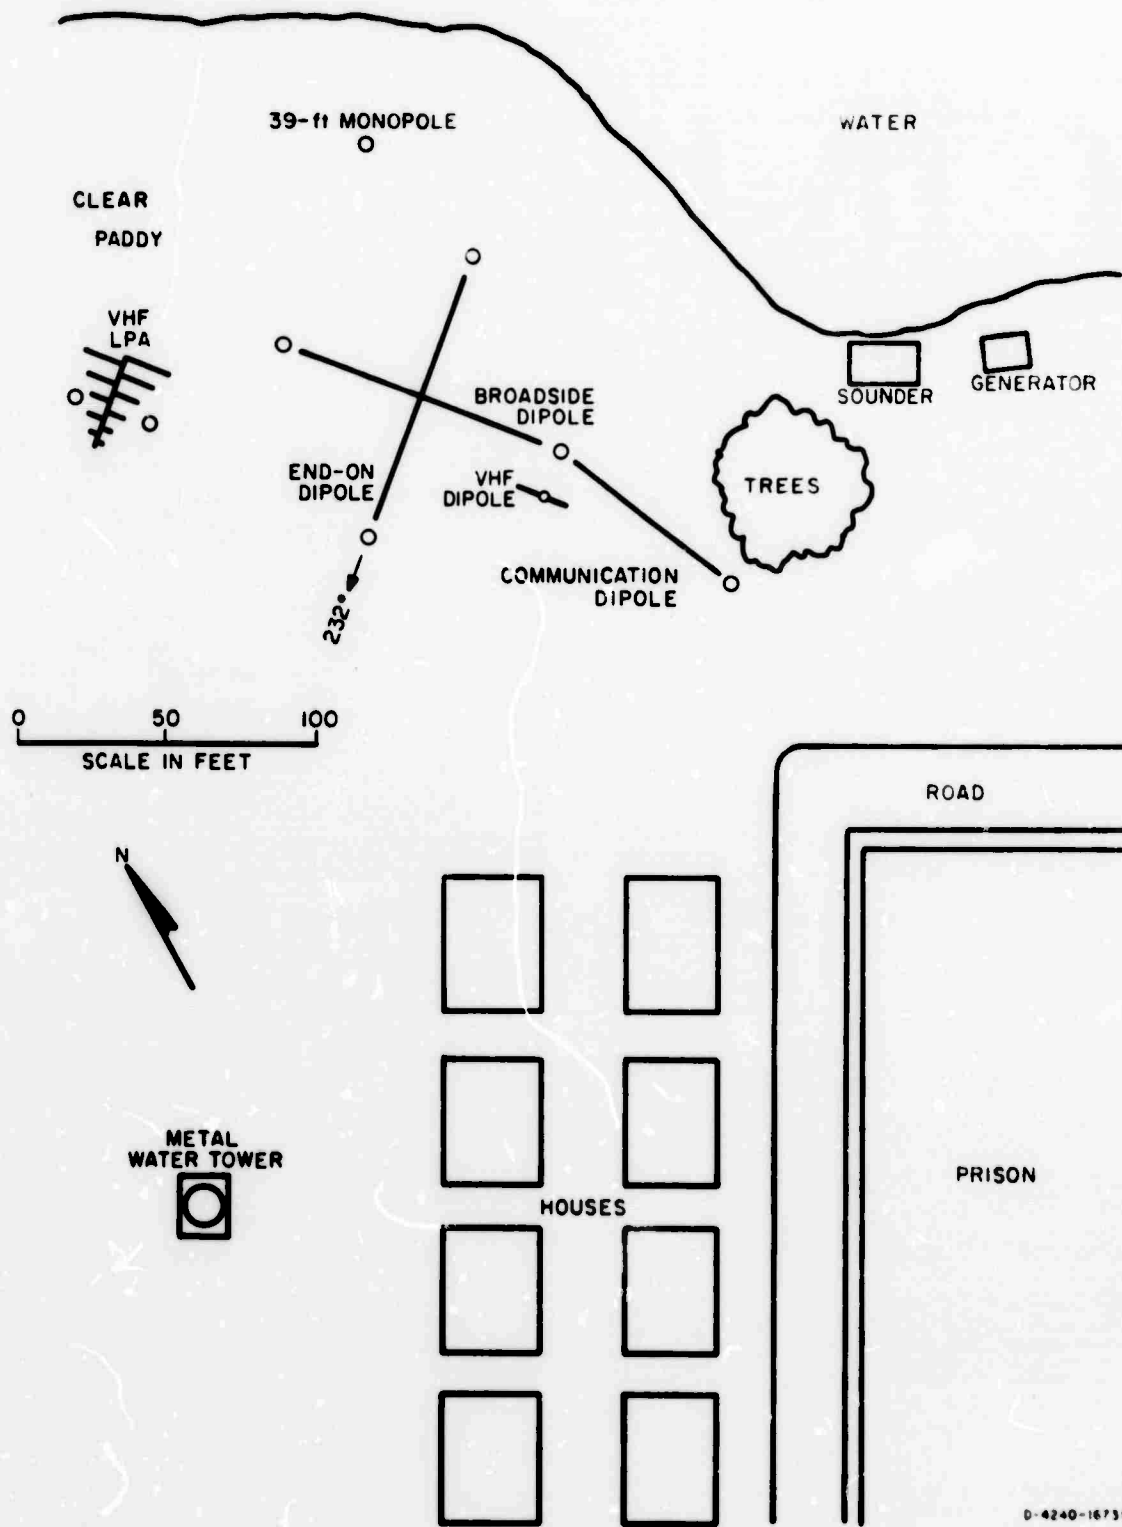 39-ft MONOPOLE
WATER
CLEAR
PADDY
VHF
LPA
SOUNDER
GENERATOR
BROADSIDE
DIPOLE
END-ON
DIPOLE
VHF
DIPOLE
TREES
COMMUNICATION
DIPOLE
232°
0 50 100
SCALE IN FEET
ROAD
N
METAL
WATER TOWER
HOUSES
PRISON